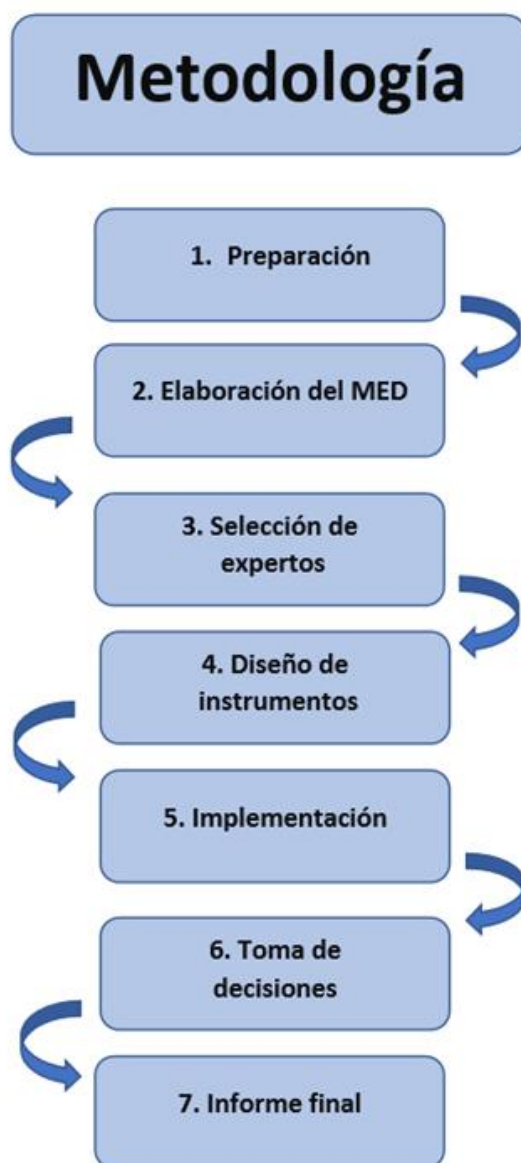 Metodología
1. Preparación
2. Elaboración del MED
3. Selección de
expertos
4. Diseño de
instrumentos
5. Implementación
6. Toma de
decisiones
7. Informe final